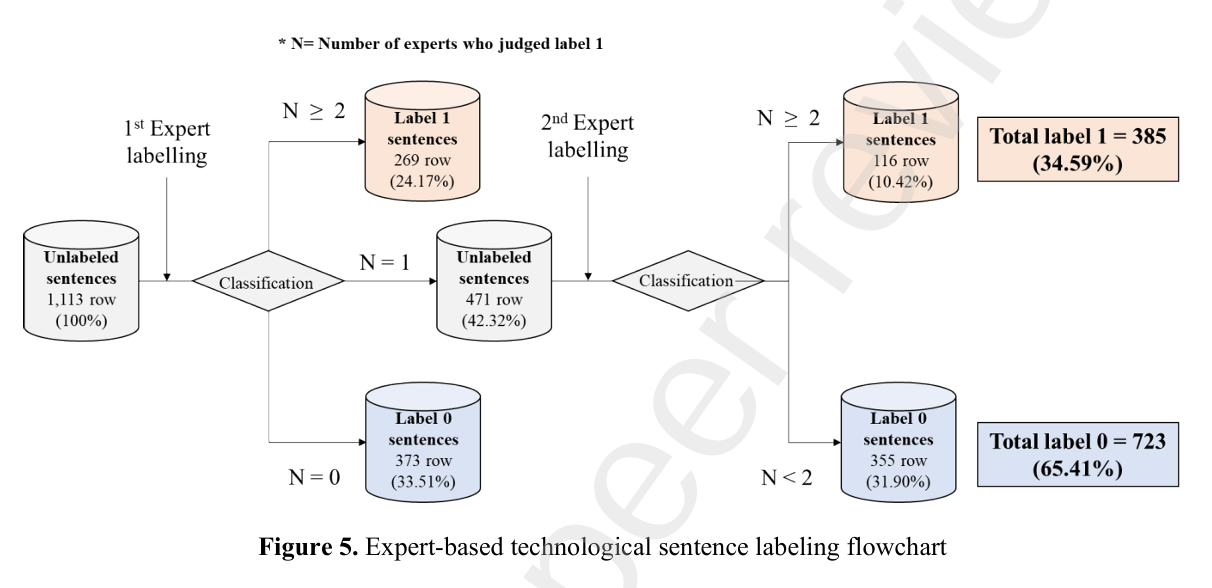 * N= Number of experts who judged label 1
1st Expert
labelling
N ≥ 2
Label 1
sentences
269 row
(24.17%)
2nd Expert
labelling
N ≥ 2
Label 1
sentences
116 row
(10.42%)
Total label 1 = 385
(34.59%)
Unlabeled
sentences
1,113 row
(100%)
Classification
N = 1
Unlabeled
sentences
471 row
(42.32%)
Classification
N = 0
Label 0
sentences
373 row
(33.51%)
N < 2
Label 0
sentences
355 row
(31.90%)
Total label 0 = 723
(65.41%)
Figure 5. Expert-based technological sentence labeling flowchart
peer review